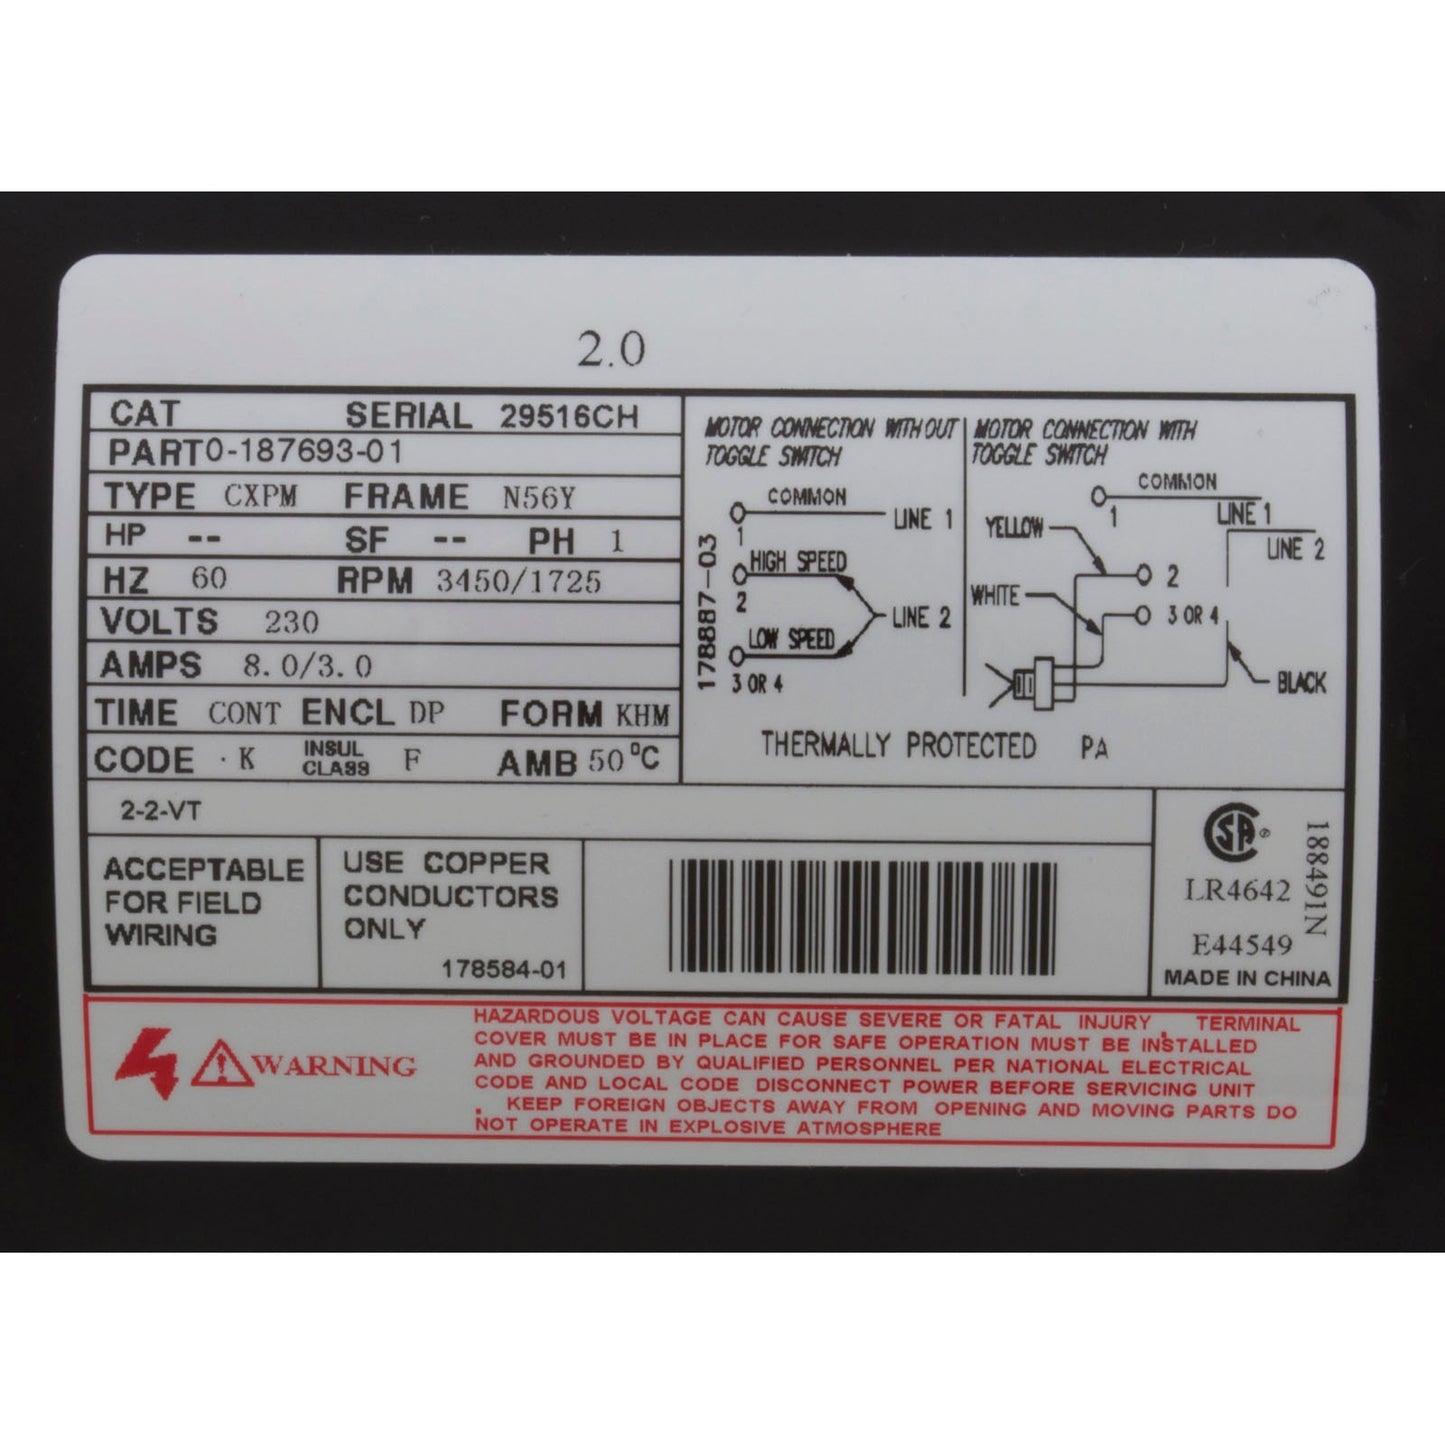 2.0
CAT SERIAL 29516CH
PART 0-187693-01
TYPE CXPM FRAME N56Y
HP -- SF -- PH 1
HZ 60 RPM 3450/1725
VOLTS 230
AMPS 8.0/3.0
TIME CONT ENCL DP FORM KHM
CODE K INSUL CLASS F AMB 50°C
178887-03
MOTOR CONNECTION WITHOUT
TOGGLE SWITCH
COMMON
1
LINE 1
HIGH SPEED
2
LINE 2
LOW SPEED
3 OR 4
MOTOR CONNECTION WITH
TOGGLE SWITCH
COMMON
1
LINE 1
LINE 2
YELLOW
2
WHITE
3 OR 4
BLACK
THERMALLY PROTECTED PA
2-2-VT
ACCEPTABLE
FOR FIELD
WIRING
USE COPPER
CONDUCTORS
ONLY
178584-01
SA ®
LR4642
E44549
MADE IN CHINA
188491N
WARNING
HAZARDOUS VOLTAGE CAN CAUSE SEVERE OR FATAL INJURY . TERMINAL
COVER MUST BE IN PLACE FOR SAFE OPERATION MUST BE INSTALLED
AND GROUNDED BY QUALIFIED PERSONNEL PER NATIONAL ELECTRICAL
CODE AND LOCAL CODE DISCONNECT POWER BEFORE SERVICING UNIT
. KEEP FOREIGN OBJECTS AWAY FROM OPENING AND MOVING PARTS DO
NOT OPERATE IN EXPLOSIVE ATMOSPHERE